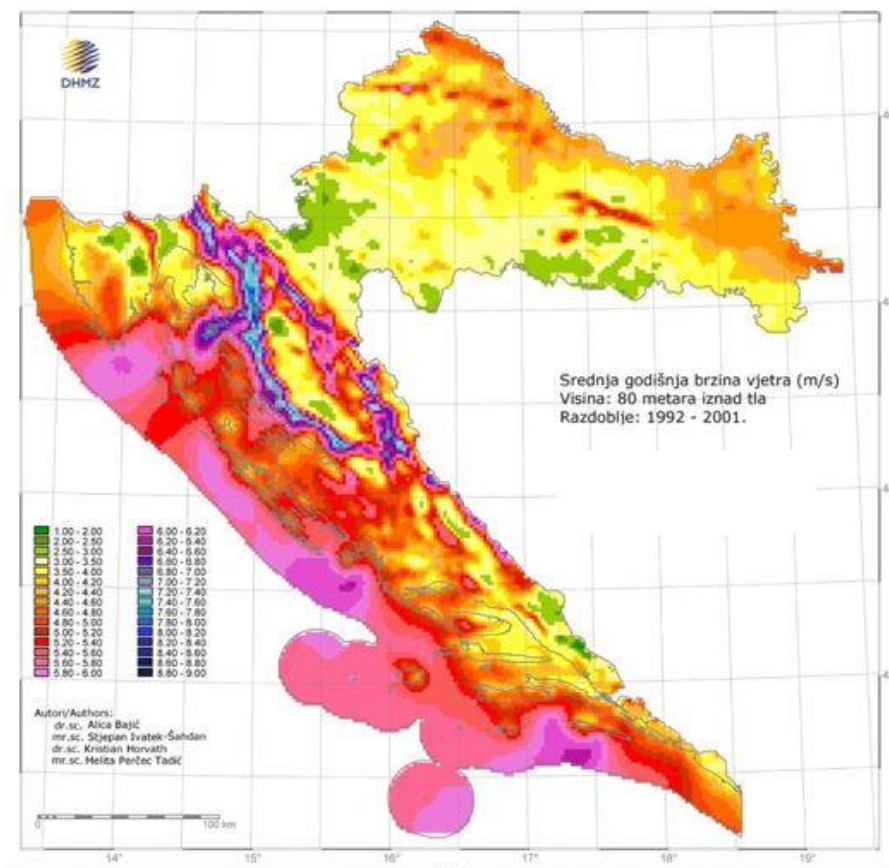 DHMZ
Srednja godišnja brzina vjetra (m/s)
Visina: 80 metara iznad tla
Razdoblje: 1992 - 2001.
1.00 - 2.00
2.00 - 2.50
2.50 - 3.00
3.00 - 3.50
3.50 - 4.00
4.00 - 4.20
4.20 - 4.40
4.40 - 4.60
4.60 - 4.80
4.80 - 5.00
5.00 - 5.20
5.20 - 5.40
5.40 - 5.60
5.60 - 5.80
5.80 - 6.00
6.00 - 6.20
6.20 - 6.40
6.40 - 6.60
6.60 - 6.80
6.80 - 7.00
7.00 - 7.20
7.20 - 7.40
7.40 - 7.60
7.60 - 7.80
7.80 - 8.00
8.00 - 8.20
8.20 - 8.40
8.40 - 8.60
8.60 - 8.80
8.80 - 9.00
Autori/Authors:
dr.sc. Alica Bajić
mr.sc. Stjepan Ivatek-Šahdan
dr.sc. Kristian Horvath
mr.sc. Melita Perčec Tadić
0 100 km
14° 15° 16° 17° 18° 19°